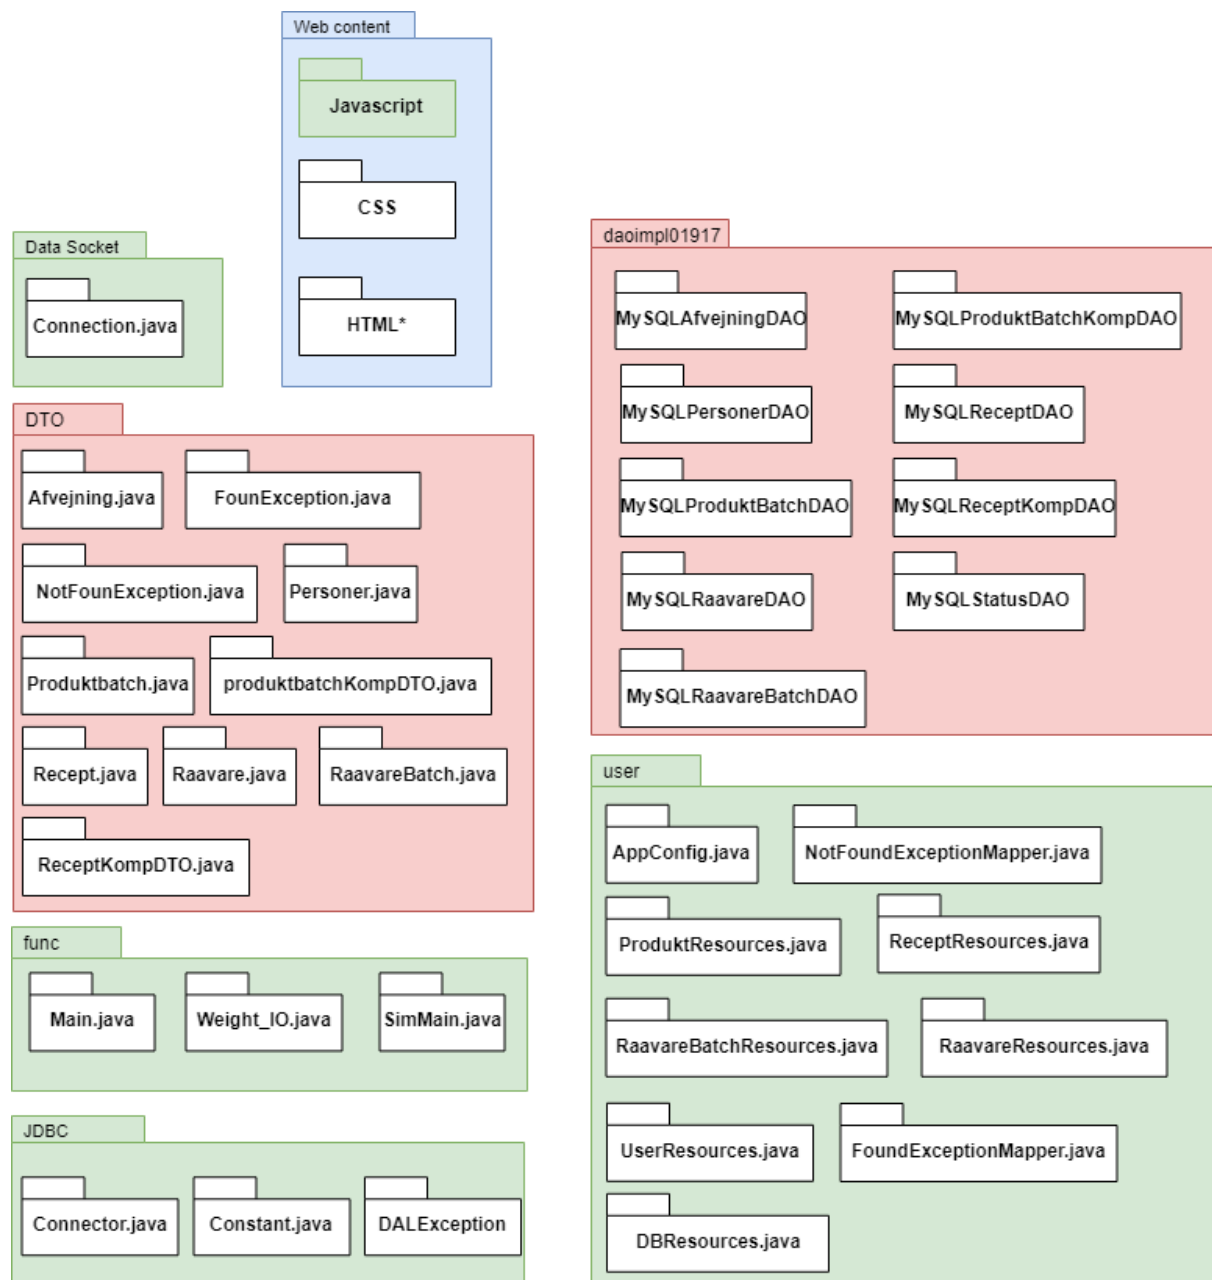 Web content
Javascript
CSS
HTML*
Data Socket
Connection.java
DTO
Afvejning.java
FounException.java
NotFounException.java
Personer.java
Produktbatch.java
produktbatchKompDTO.java
Recept.java
Raavare.java
RaavareBatch.java
ReceptKompDTO.java
func
Main.java
Weight_IO.java
SimMain.java
JDBC
Connector.java
Constant.java
DALException
daoimpl01917
MySQLAfvejningDAO
MySQLProduktBatchKompDAO
MySQLPersonerDAO
MySQLReceptDAO
MySQLProduktBatchDAO
MySQLReceptKompDAO
MySQLRaavareDAO
MySQLStatusDAO
MySQLRaavareBatchDAO
user
AppConfig.java
NotFoundExceptionMapper.java
ProduktResources.java
ReceptResources.java
RaavareBatchResources.java
RaavareResources.java
UserResources.java
FoundExceptionMapper.java
DBResources.java